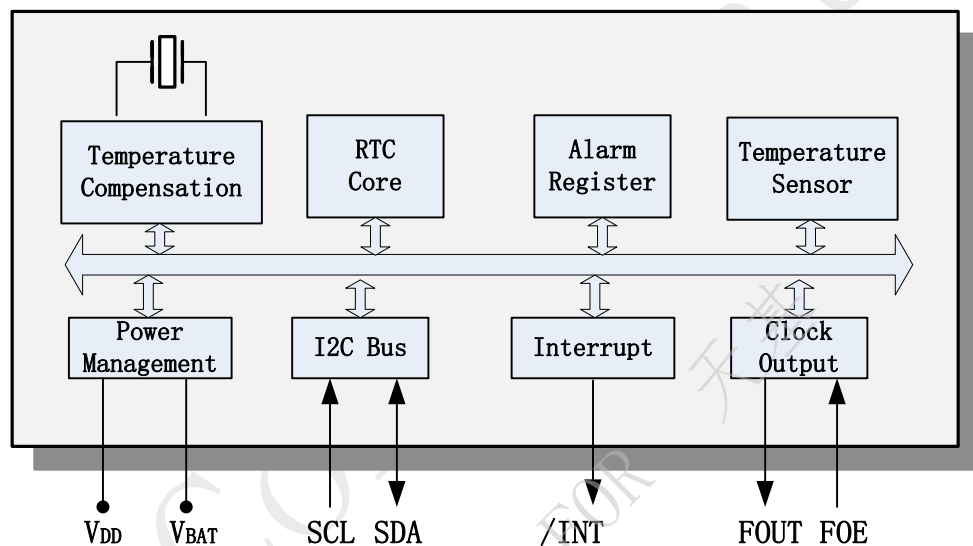 Temperature
Compensation
RTC
Core
Alarm
Register
Temperature
Sensor
Power
Management
I2C Bus
Interrupt
Clock
Output
VDD
VBAT
SCL SDA
/INT
FOUT FOE
FOR